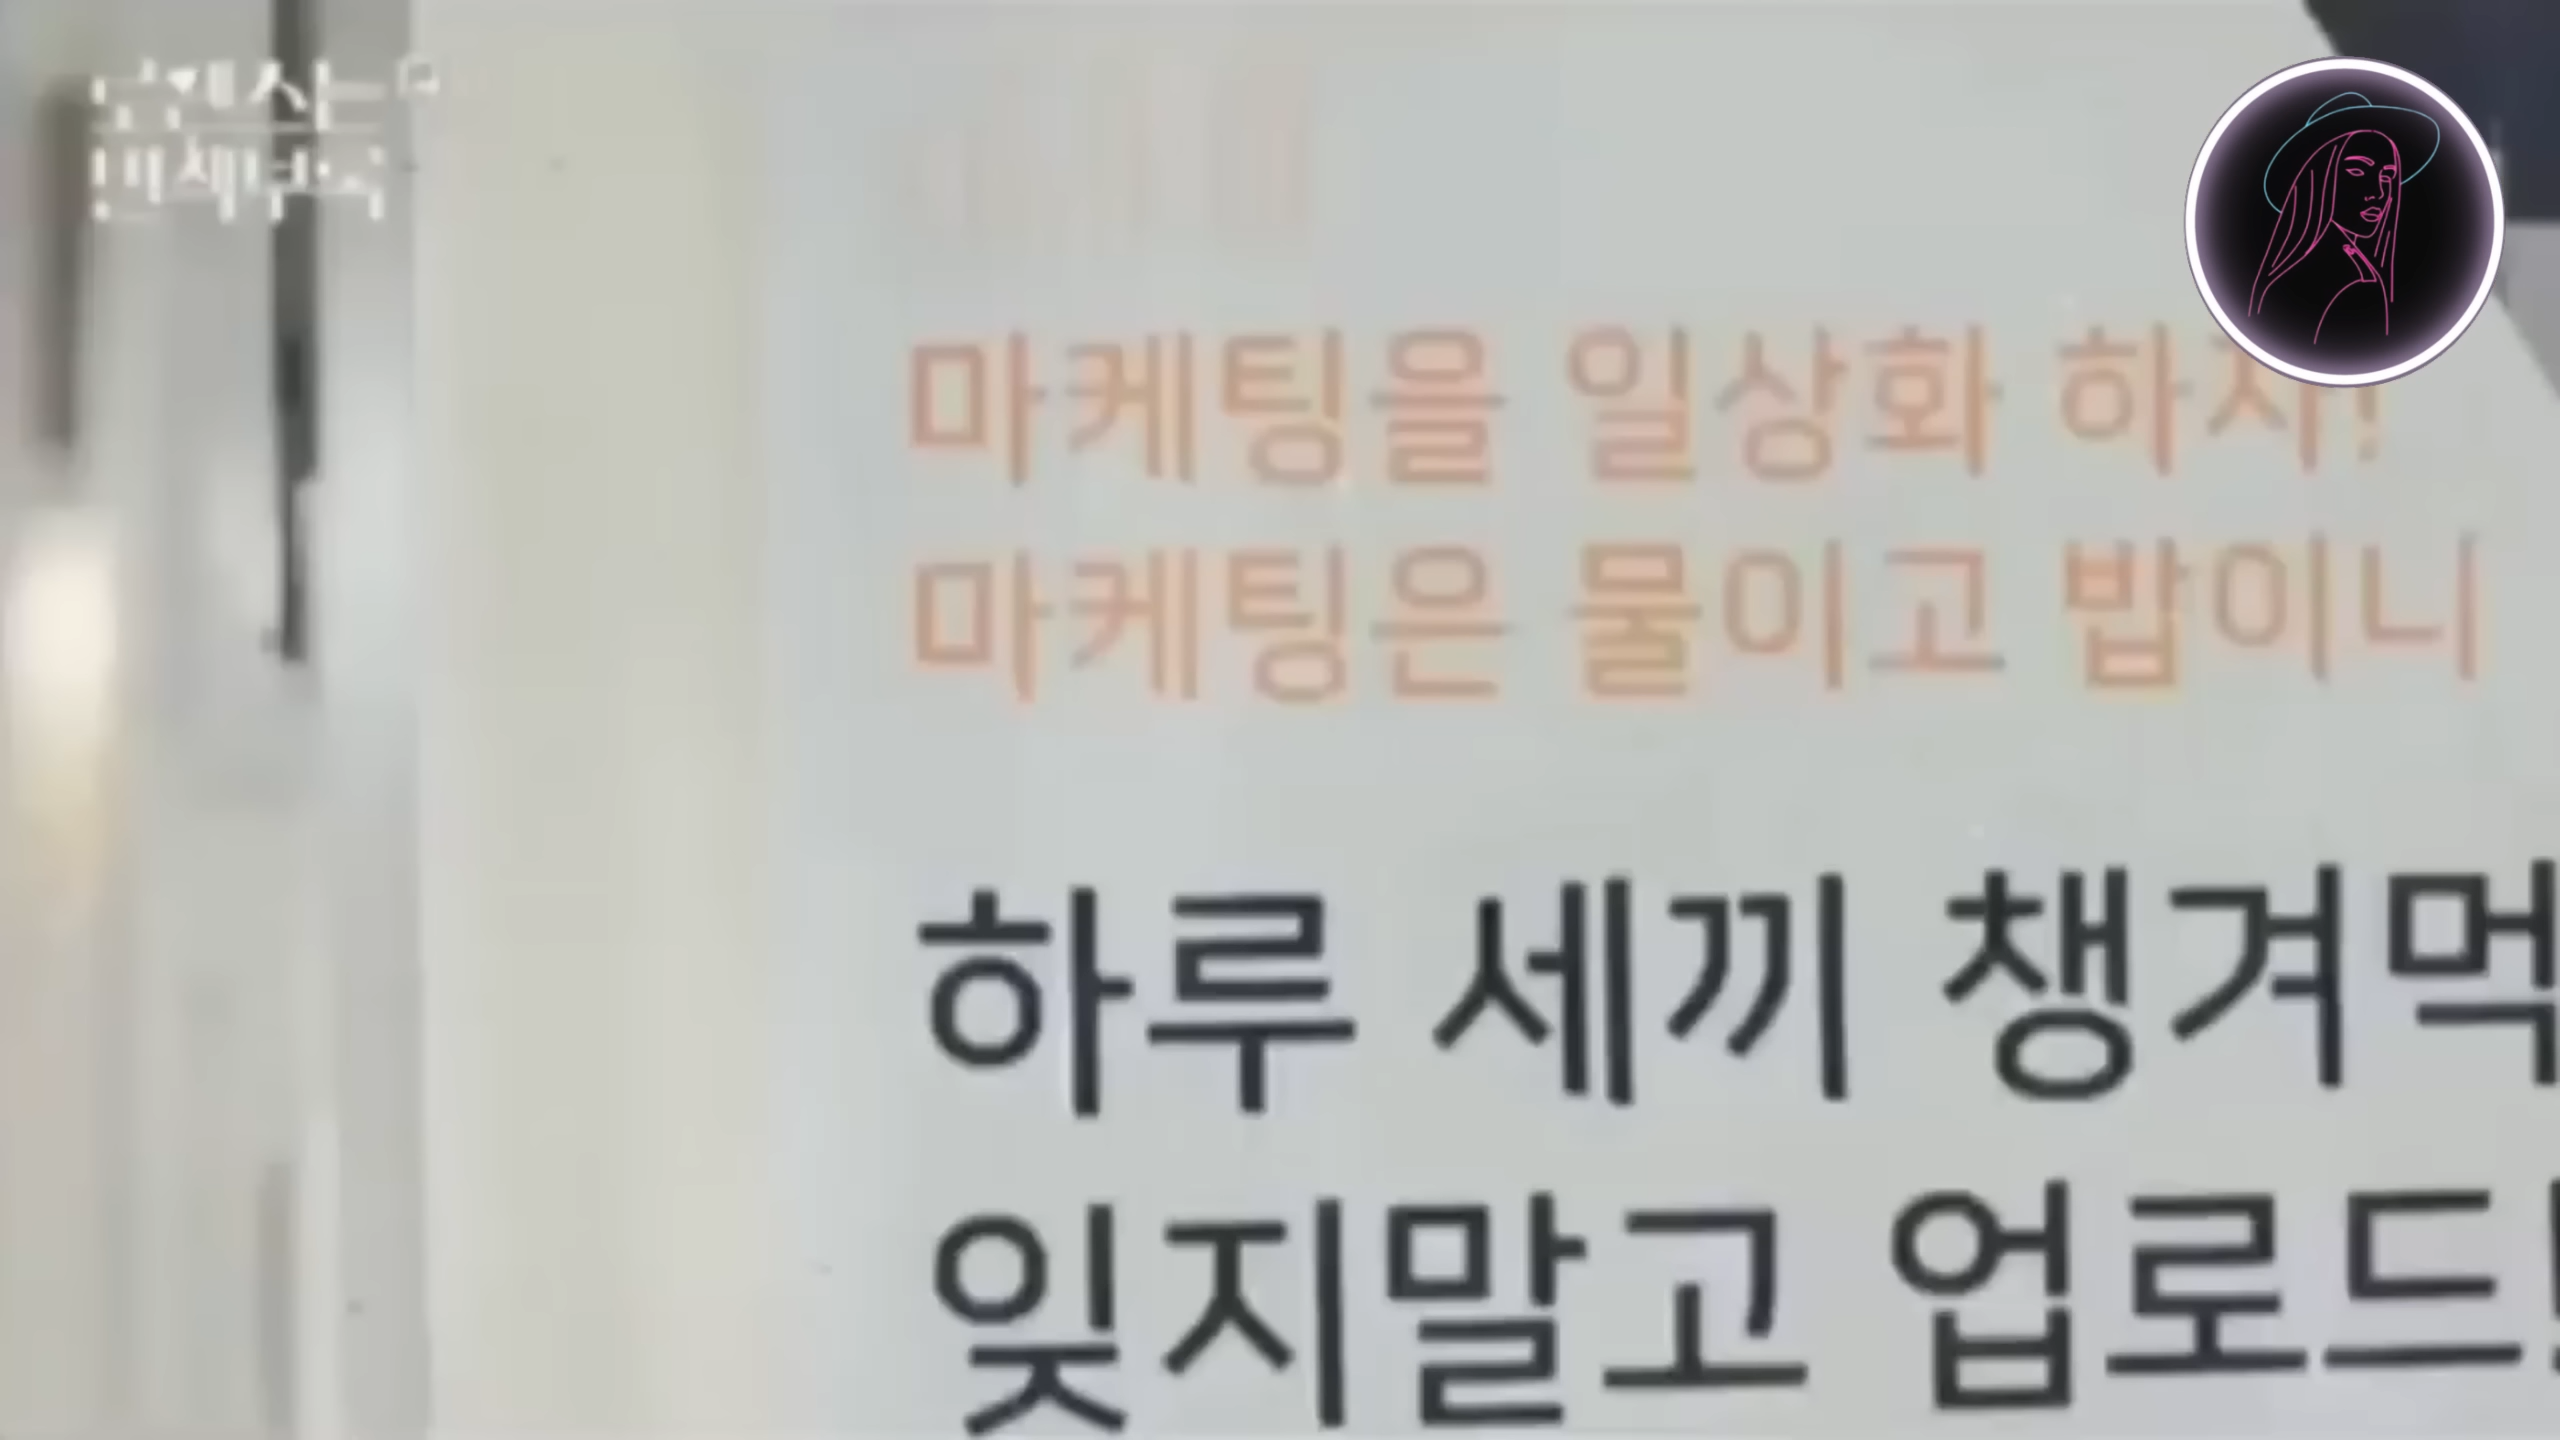 마케팅을 일상화 하자!
마케팅은 물이고 밥이니
하루 세끼 챙겨먹
잊지말고 업로드!